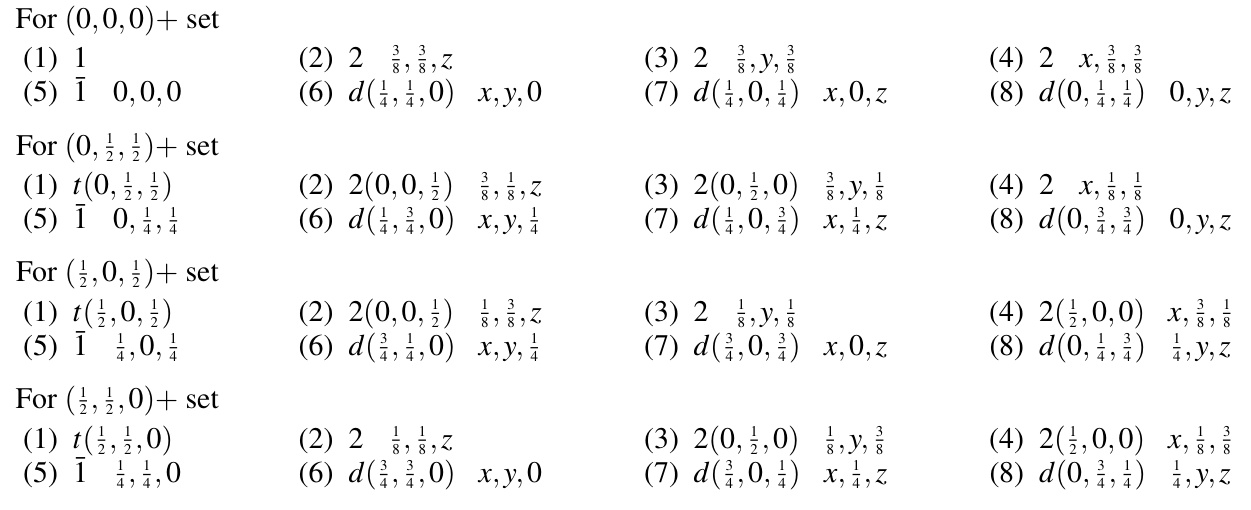 For (0,0,0)+ set
(1) 1 (2) 2 3/8,3/8,z (3) 2 3/8,y,3/8 (4) 2 x,3/8,3/8
(5) 1̄ 0,0,0 (6) d(1/4,1/4,0) x,y,0 (7) d(1/4,0,1/4) x,0,z (8) d(0,1/4,1/4) 0,y,z
For (0,1/2,1/2)+ set
(1) t(0,1/2,1/2) (2) 2(0,0,1/2) 3/8,1/8,z (3) 2(0,1/2,0) 3/8,y,1/8 (4) 2 x,1/8,1/8
(5) 1̄ 0,1/4,1/4 (6) d(1/4,3/4,0) x,y,1/4 (7) d(1/4,0,3/4) x,1/4,z (8) d(0,3/4,3/4) 0,y,z
For (1/2,0,1/2)+ set
(1) t(1/2,0,1/2) (2) 2(0,0,1/2) 1/8,3/8,z (3) 2 1/8,y,1/8 (4) 2(1/2,0,0) x,3/8,1/8
(5) 1̄ 1/4,0,1/4 (6) d(3/4,1/4,0) x,y,1/4 (7) d(3/4,0,3/4) x,0,z (8) d(0,1/4,3/4) 1/4,y,z
For (1/2,1/2,0)+ set
(1) t(1/2,1/2,0) (2) 2 1/8,1/8,z (3) 2(0,1/2,0) 1/8,y,3/8 (4) 2(1/2,0,0) x,1/8,3/8
(5) 1̄ 1/4,1/4,0 (6) d(3/4,3/4,0) x,y,0 (7) d(3/4,0,1/4) x,1/4,z (8) d(0,3/4,1/4) 1/4,y,z